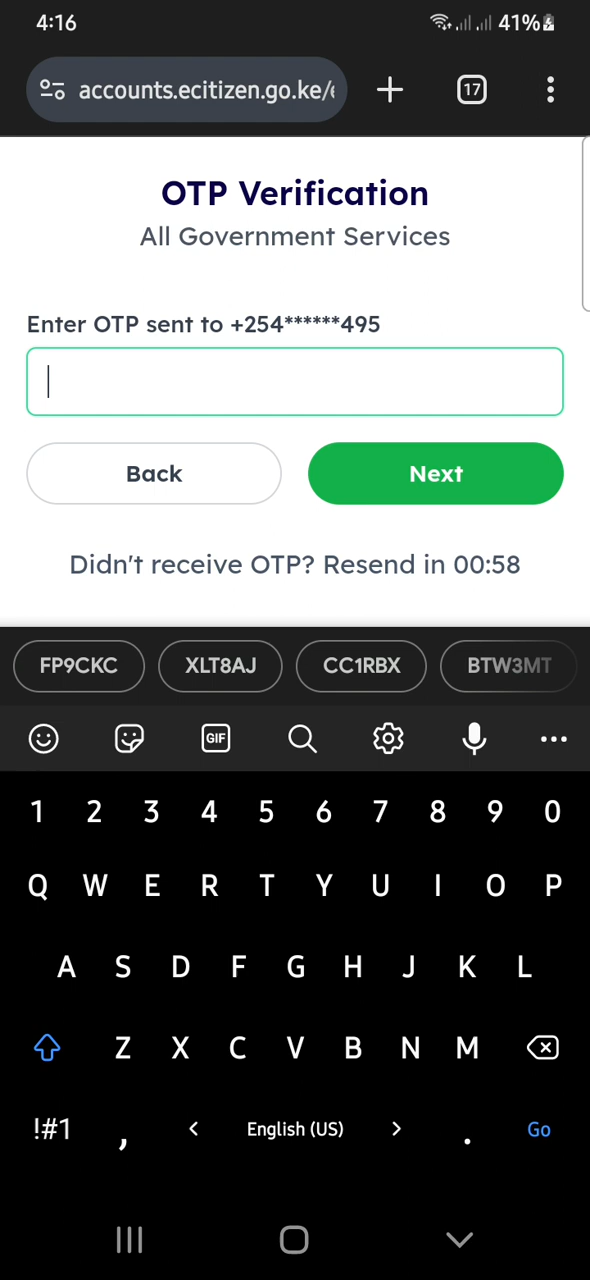 4:16
41%
accounts.ecitizen.go.ke/
17
OTP Verification
All Government Services
Enter OTP sent to +254******495
Back Next
Didn't receive OTP? Resend in 00:58
FP9CKC XLT8AJ CC1RBX BTW3MT
GIF
1 2 3 4 5 6 7 8 9 0
Q W E R T Y U I O P
A S D F G H J K L
Z X C V B N M
!#1 , < English (US) > . Go